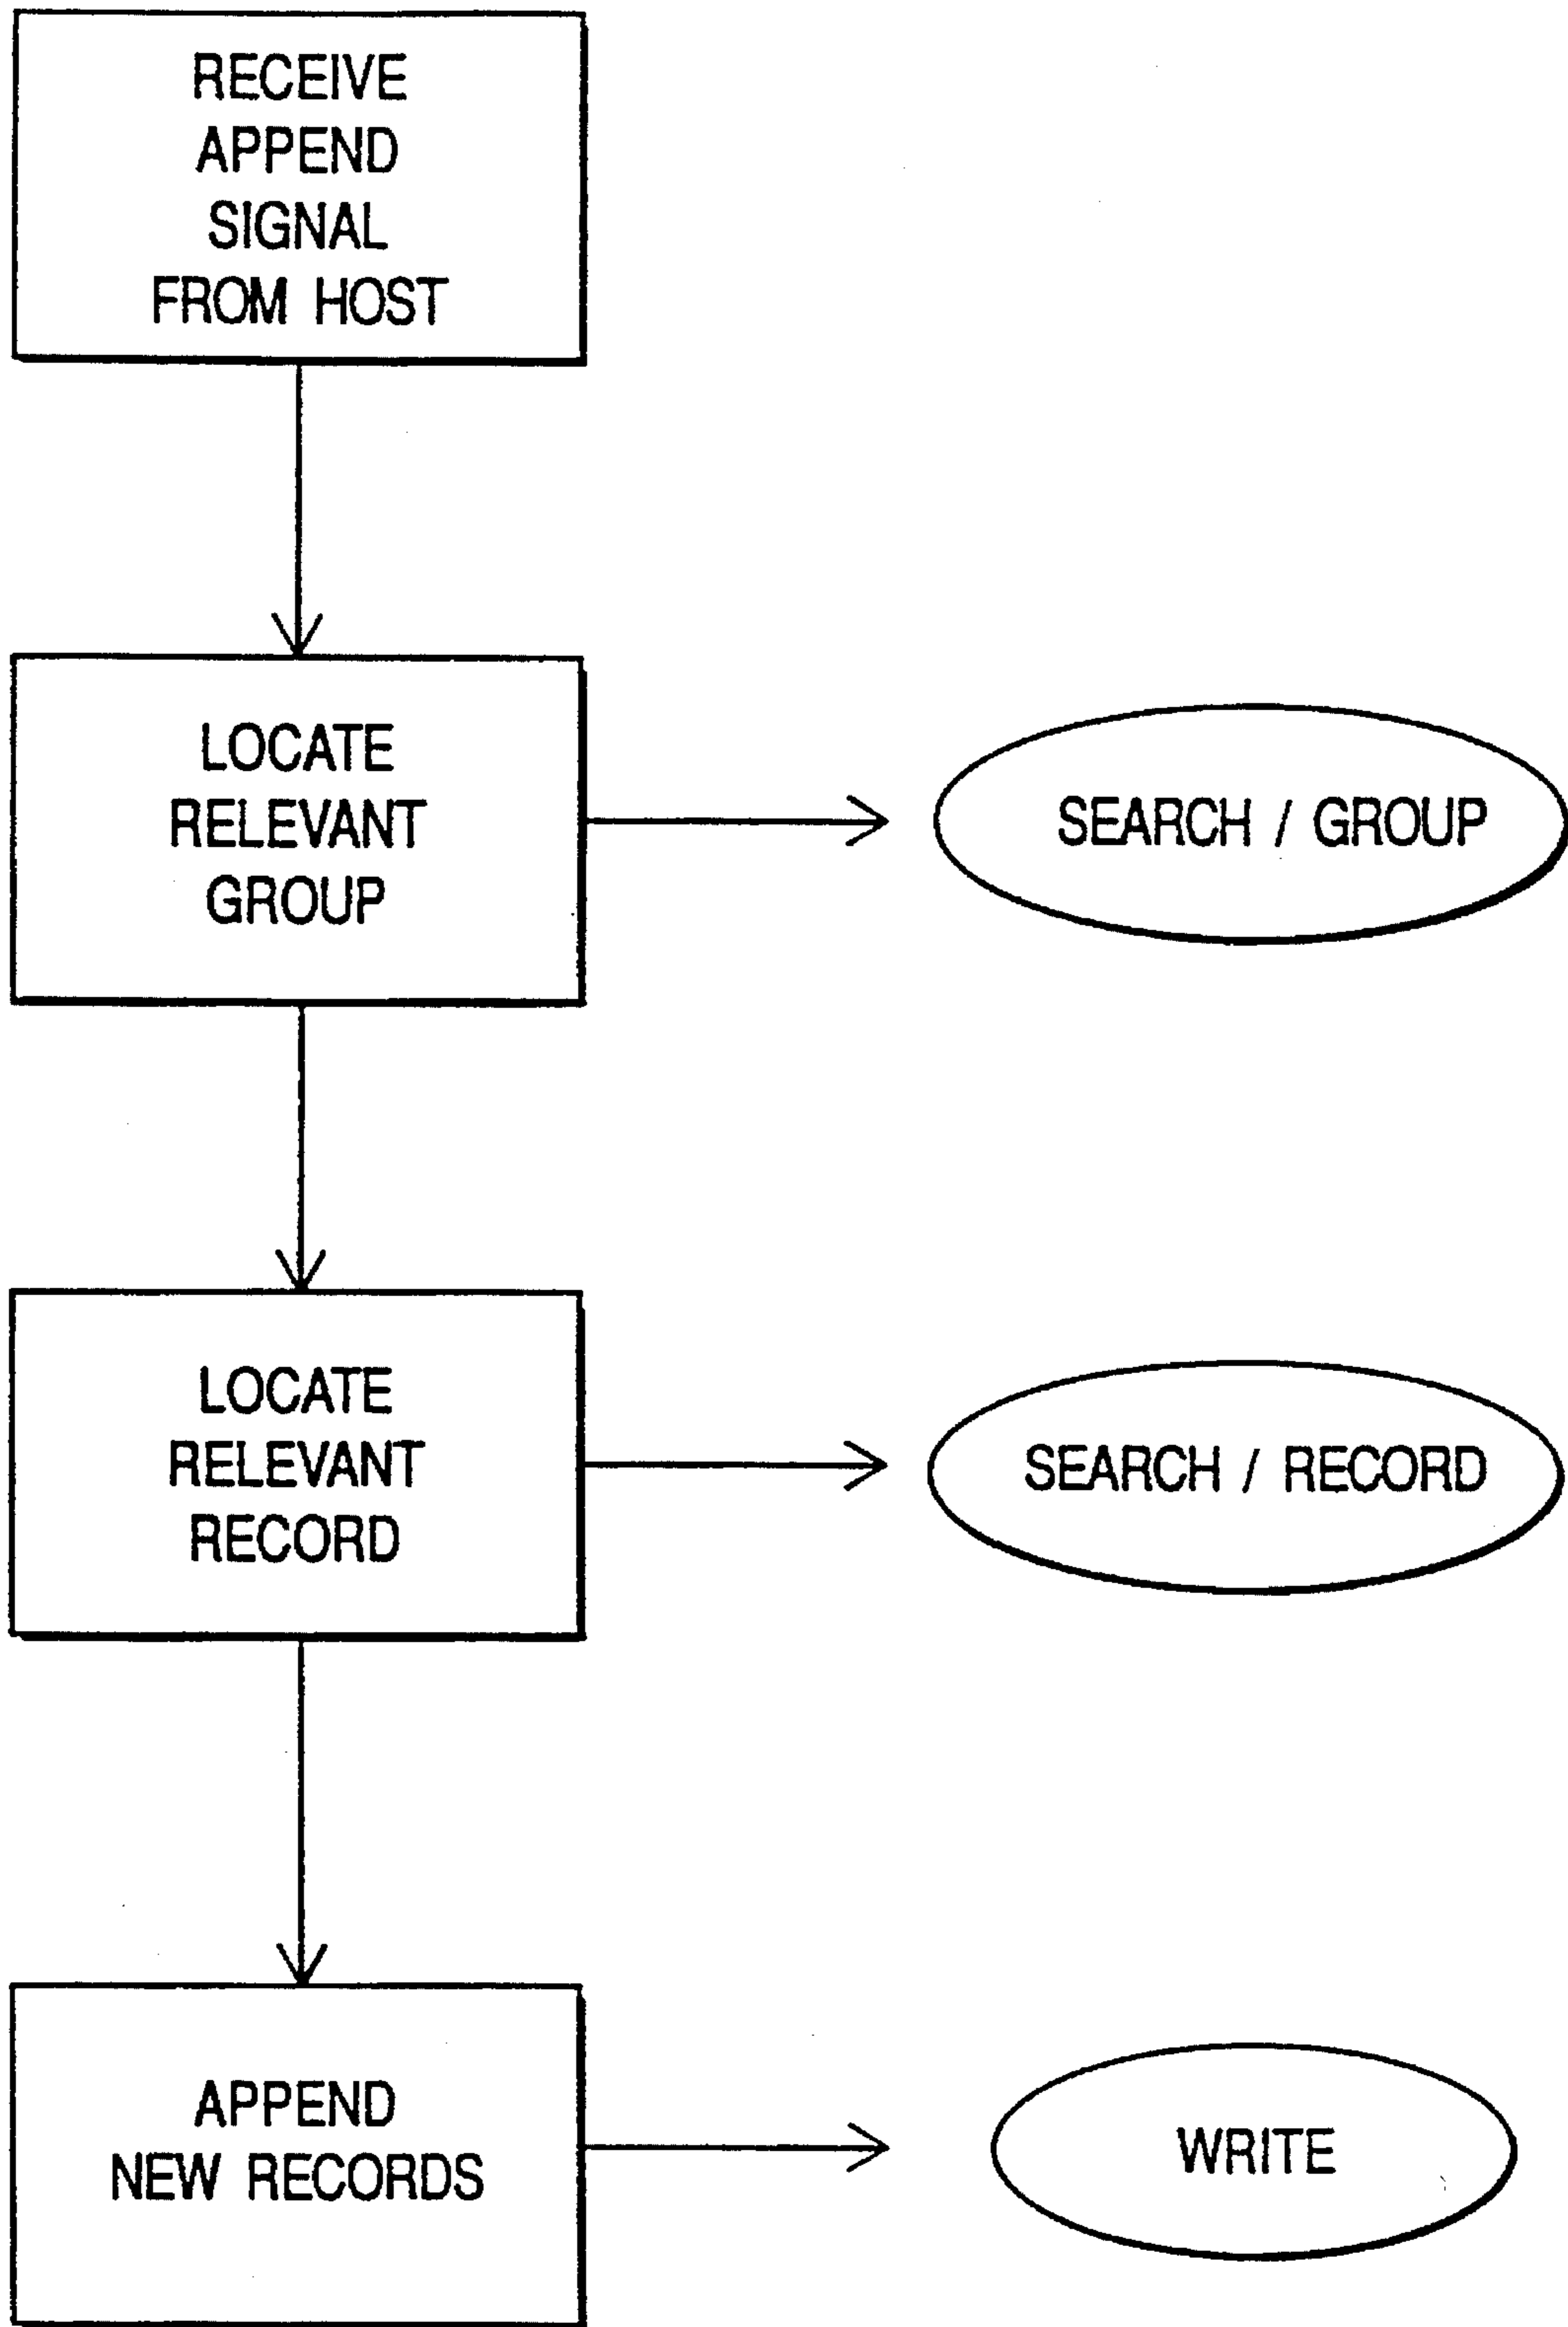 RECEIVE
APPEND
SIGNAL
FROM HOST
LOCATE
RELEVANT
GROUP
SEARCH / GROUP
LOCATE
RELEVANT
RECORD
SEARCH / RECORD
APPEND
NEW RECORDS
WRITE